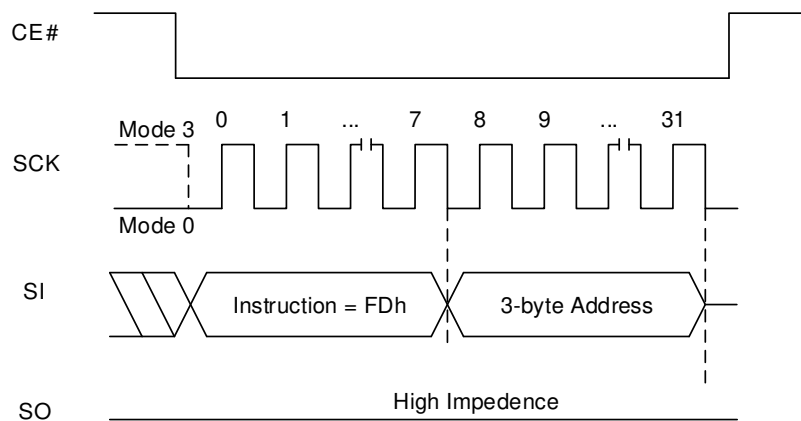 CE#
Mode 3
0 1 ... 7 8 9 ... 31
SCK
Mode 0
SI
Instruction = FDh
3-byte Address
High Impedence
SO